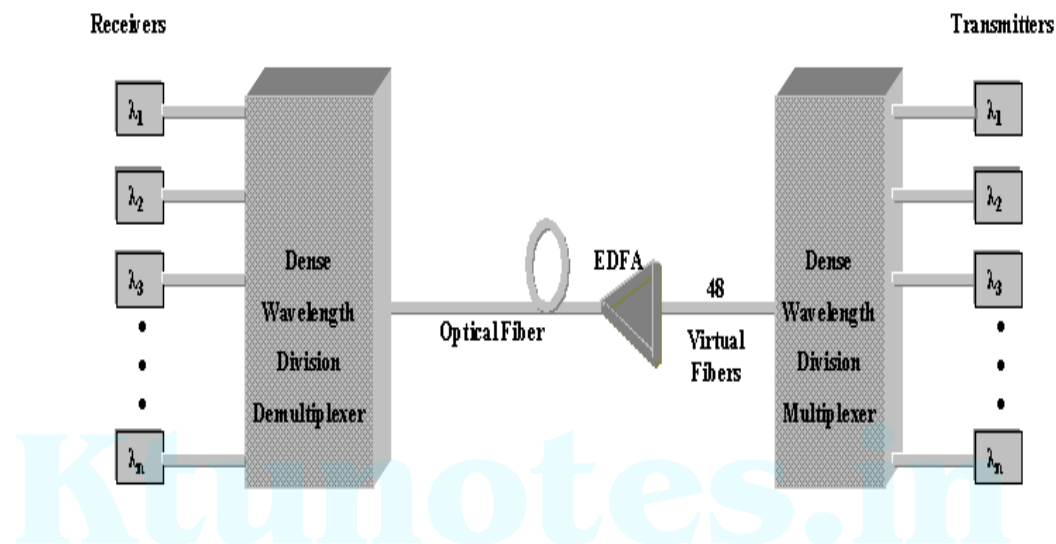 Receivers
Transmitters
λ1
λ2
λ3
λn
Dense
Wavelength
Division
Demultiplexer
Optical Fiber
EDFA
48
Virtual
Fibers
Dense
Wavelength
Division
Multiplexer
λ1
λ2
λ3
λn
Ktunotes.in